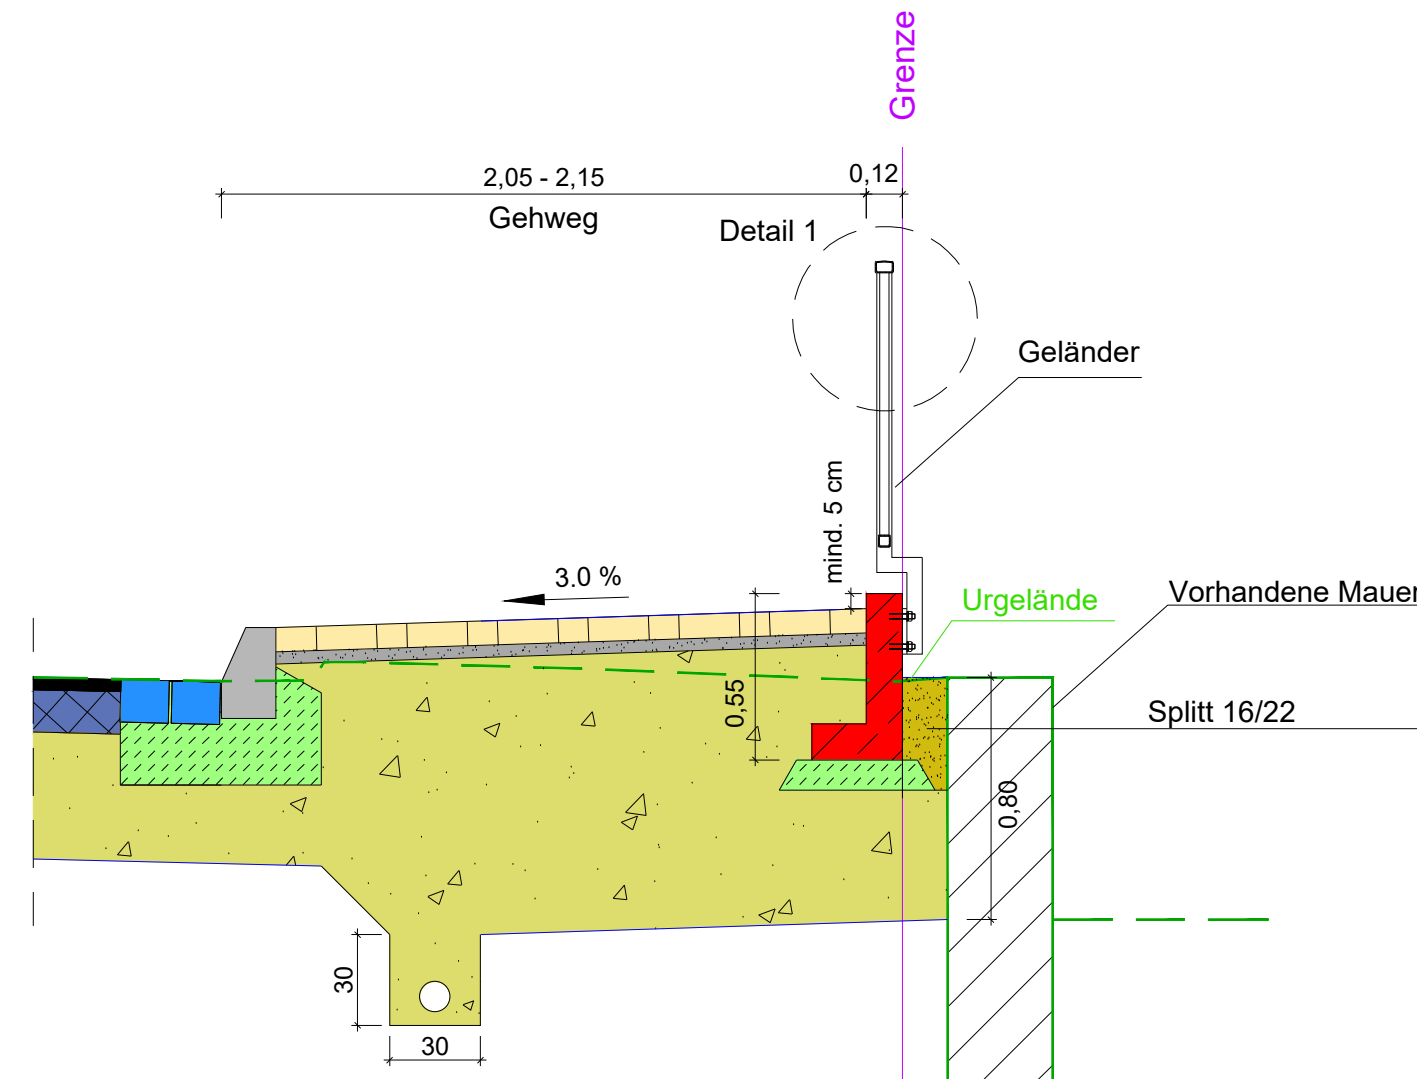 Grenze
2,05 - 2,15
0,12
Gehweg
Detail 1
Geländer
mind. 5 cm
3.0 %
Urgelände
Vorhandene Mauer
0,55
Splitt 16/22
0,80
30
30